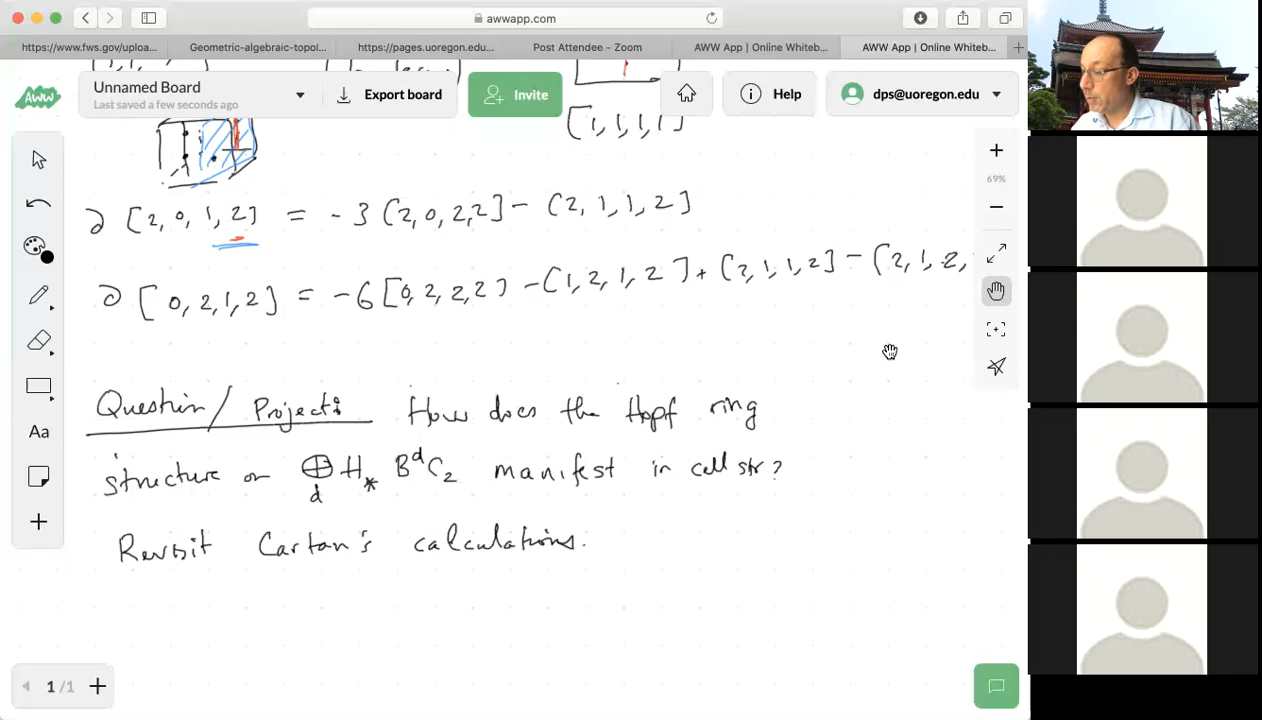 awwapp.com
https://www.fws.gov/uploa...
Geometric-algebraic-topol...
https://pages.uoregon.edu...
Post Attendee - Zoom
AWW App | Online Whiteb...
AWW App | Online Whiteb...
Unnamed Board
Last saved a few seconds ago
Export board
Invite
Help
dps@uoregon.edu
AWW
[1,1,1,1]
69%
∂ [2,0,1,2] = -3 [2,0,2,2] - [2,1,1,2]
∂ [0,2,1,2] = -6 [0,2,2,2] - [1,2,1,2] + [2,1,1,2] - [2,1,2,
Question/Project: How does the Hopf ring
structure on ⊕ H_* B^d C_2 manifest in cell str?
d
Revisit Cartan's calculations.
Aa
1/1